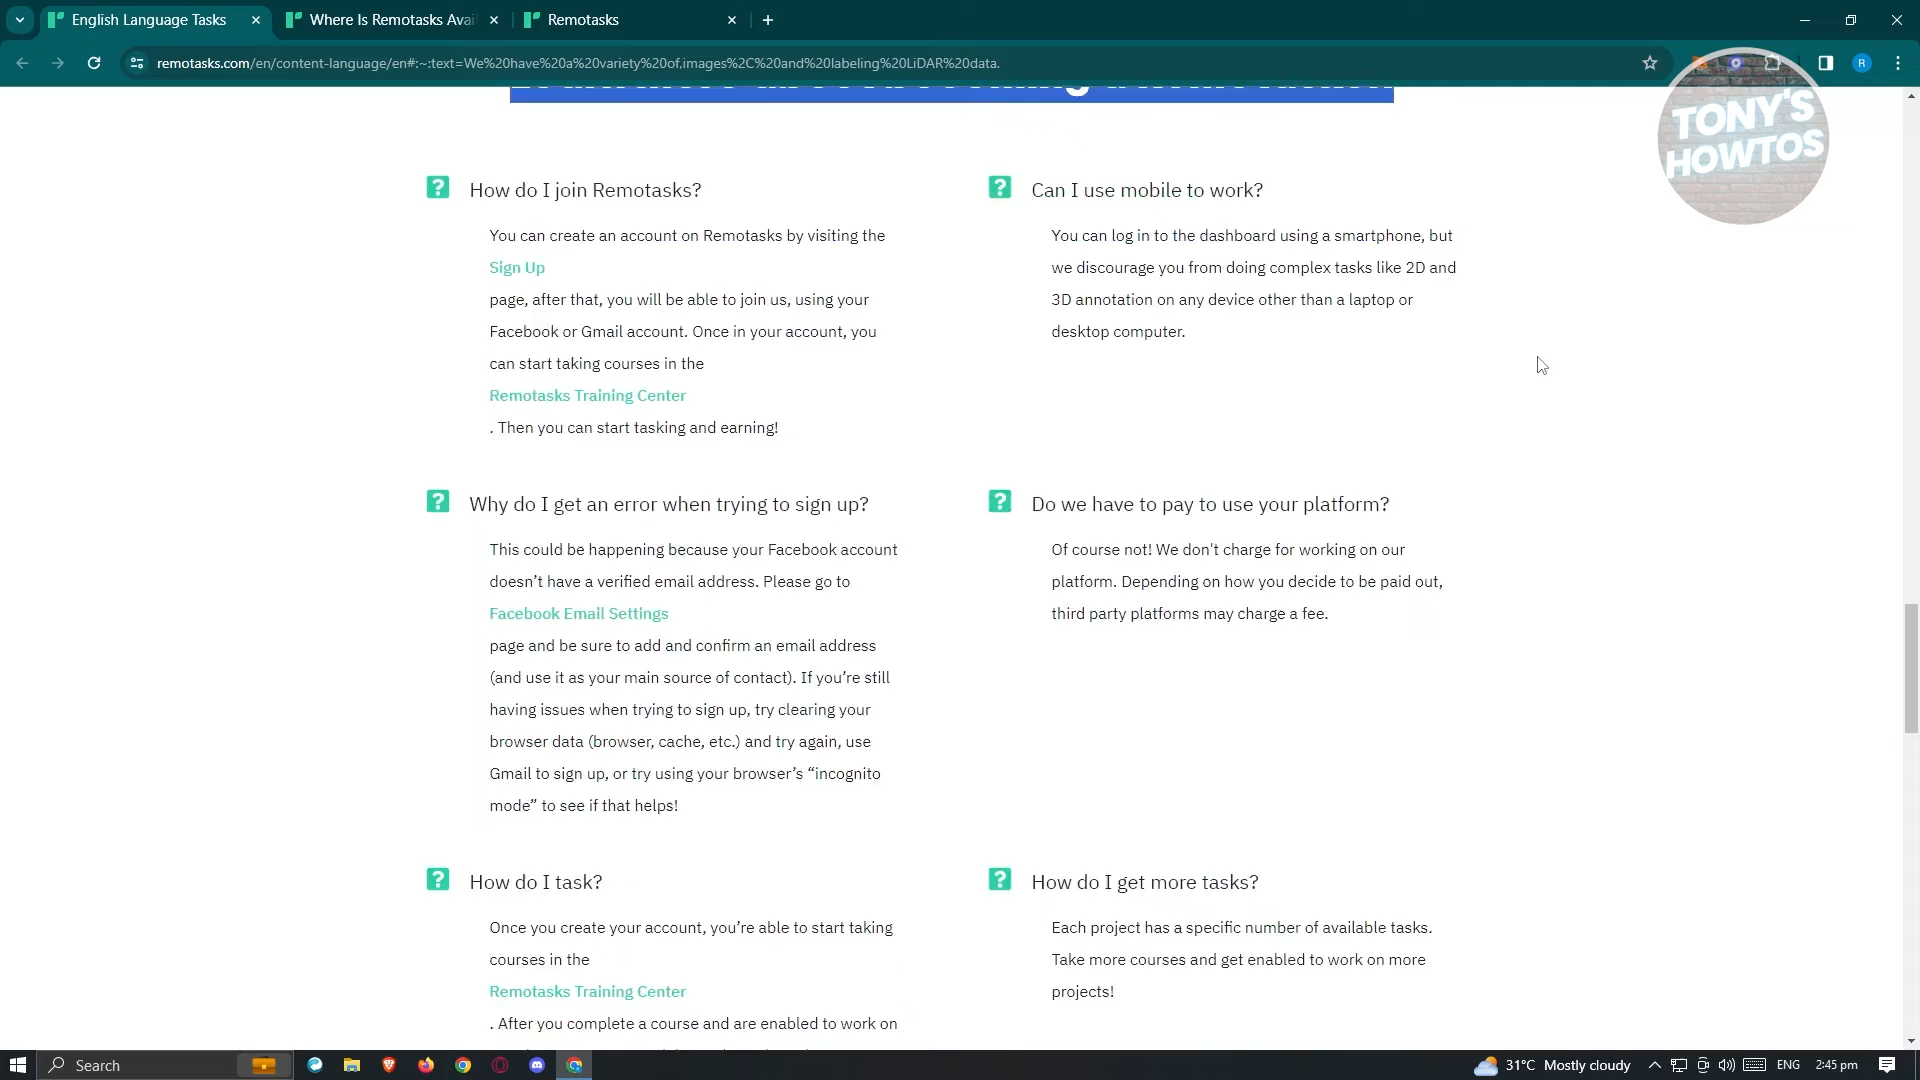 English Language Tasks
Where Is Remotasks Avai
Remotasks
remotasks.com/en/content-language/en#:~:text=We%20have%20a%20variety%20of,images%2C%20and%20labeling%20LiDAR%20data.
R
TONY'S
HOWTOS
How do I join Remotasks?
You can create an account on Remotasks by visiting the
Sign Up
page, after that, you will be able to join us, using your
Facebook or Gmail account. Once in your account, you
can start taking courses in the
Remotasks Training Center
. Then you can start tasking and earning!
Can I use mobile to work?
You can log in to the dashboard using a smartphone, but
we discourage you from doing complex tasks like 2D and
3D annotation on any device other than a laptop or
desktop computer.
Why do I get an error when trying to sign up?
This could be happening because your Facebook account
doesn’t have a verified email address. Please go to
Facebook Email Settings
page and be sure to add and confirm an email address
(and use it as your main source of contact). If you’re still
having issues when trying to sign up, try clearing your
browser data (browser, cache, etc.) and try again, use
Gmail to sign up, or try using your browser’s “incognito
mode” to see if that helps!
Do we have to pay to use your platform?
Of course not! We don't charge for working on our
platform. Depending on how you decide to be paid out,
third party platforms may charge a fee.
How do I task?
Once you create your account, you’re able to start taking
courses in the
Remotasks Training Center
. After you complete a course and are enabled to work on
How do I get more tasks?
Each project has a specific number of available tasks.
Take more courses and get enabled to work on more
projects!
Search
31°C Mostly cloudy
ENG
2:45 pm